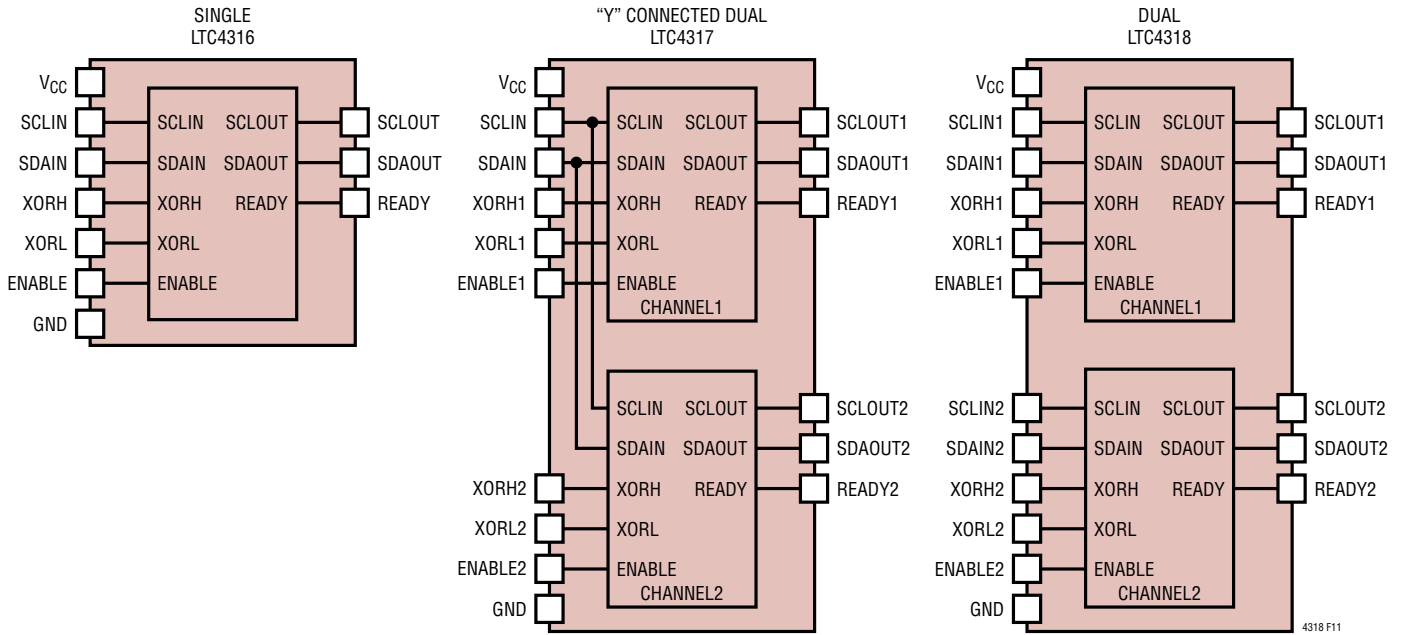 SINGLE
LTC4316
VCC
SCLIN
SDAIN
XORH
XORL
ENABLE
GND
SCLIN SCLOUT
SDAIN SDAOUT
XORH READY
XORL
ENABLE
SCLOUT
SDAOUT
READY
“Y” CONNECTED DUAL
LTC4317
VCC
SCLIN
SDAIN
XORH1
XORL1
ENABLE1
SCLIN SCLOUT
SDAIN SDAOUT
XORH READY
XORL
ENABLE
CHANNEL1
SCLOUT1
SDAOUT1
READY1
XORH2
XORL2
ENABLE2
GND
SCLIN SCLOUT
SDAIN SDAOUT
XORH READY
XORL
ENABLE
CHANNEL2
SCLOUT2
SDAOUT2
READY2
DUAL
LTC4318
VCC
SCLIN1
SDAIN1
XORH1
XORL1
ENABLE1
SCLIN SCLOUT
SDAIN SDAOUT
XORH READY
XORL
ENABLE
CHANNEL1
SCLOUT1
SDAOUT1
READY1
SCLIN2
SDAIN2
XORH2
XORL2
ENABLE2
GND
SCLIN SCLOUT
SDAIN SDAOUT
XORH READY
XORL
ENABLE
CHANNEL2
SCLOUT2
SDAOUT2
READY2
4318 F11